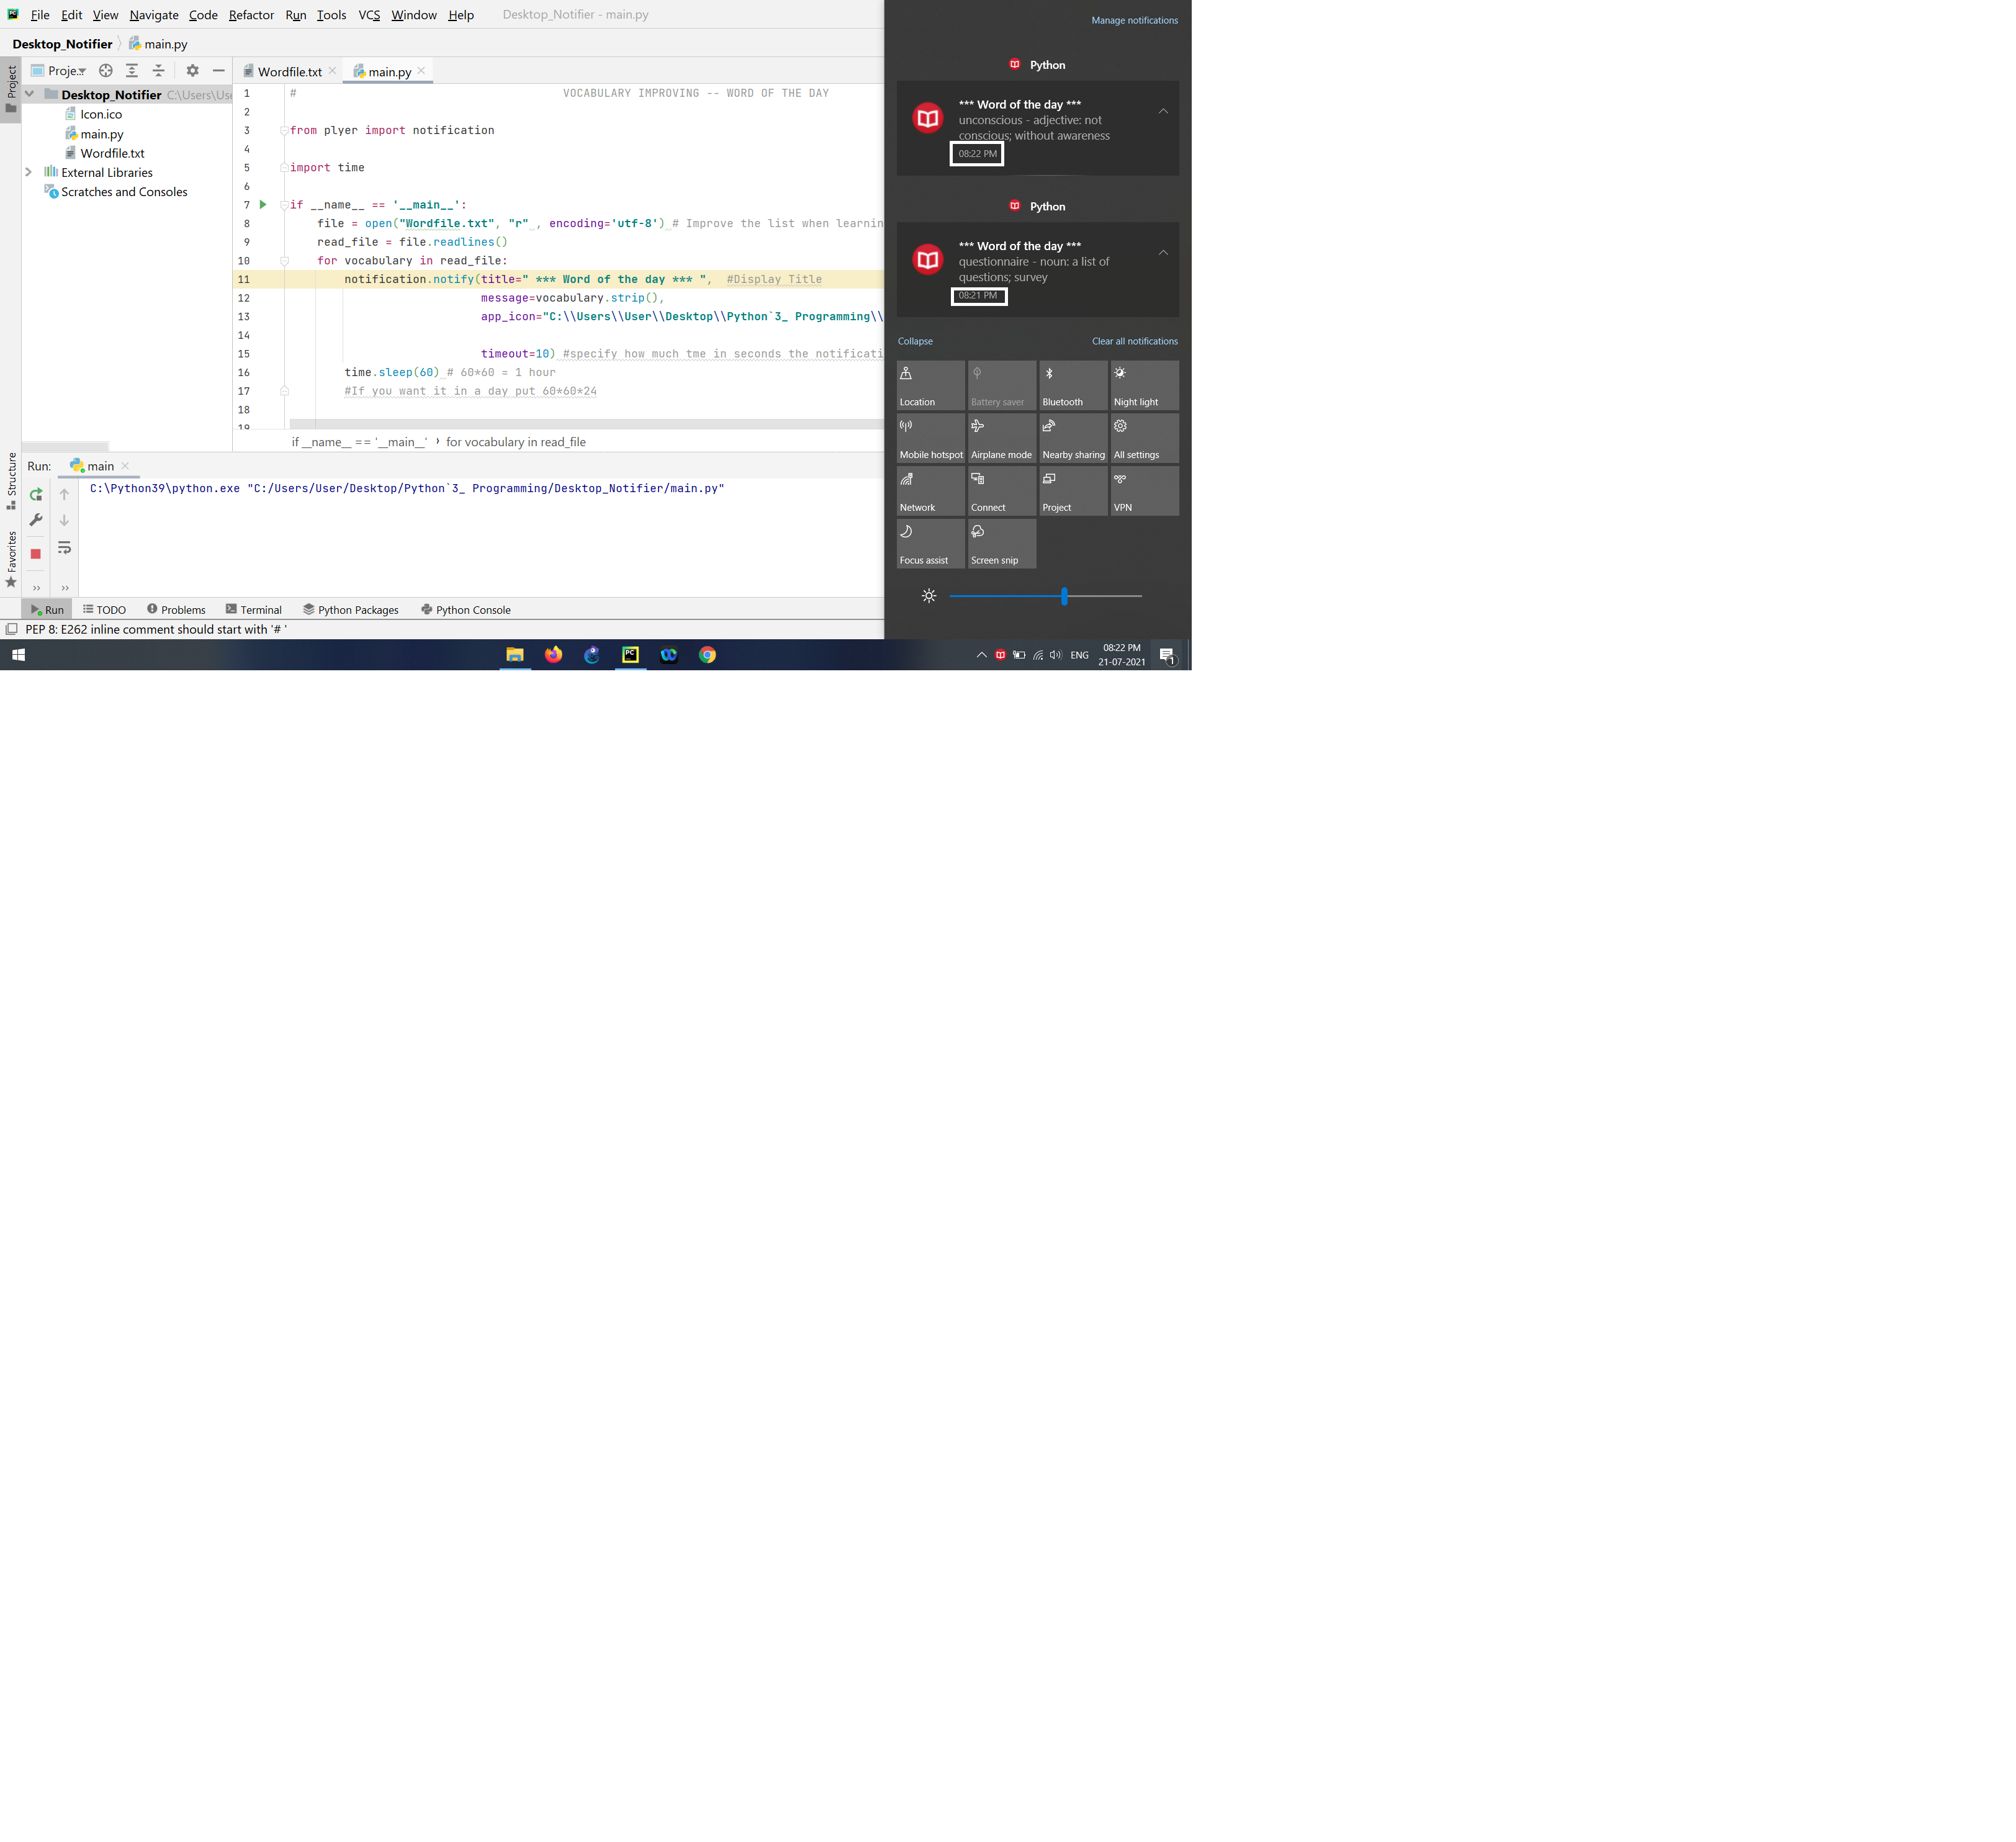 File Edit View Navigate Code Refactor Run Tools VCS Window Help Desktop_Notifier - main.py
Desktop_Notifier main.py
Project
Proje...
Wordfile.txt main.py
Desktop_Notifier C:\Users\Use
Icon.ico
main.py
Wordfile.txt
External Libraries
Scratches and Consoles
1 # VOCABULARY IMPROVING -- WORD OF THE DAY
2
3 from plyer import notification
4
5 import time
6
7 if __name__ == '__main__':
8 file = open("Wordfile.txt", "r" , encoding='utf-8') # Improve the list when learnin
9 read_file = file.readlines()
10 for vocabulary in read_file:
11 notification.notify(title=" *** Word of the day *** ", #Display Title
12 message=vocabulary.strip(),
13 app_icon="C:\\Users\\User\\Desktop\\Python`3_ Programming\\
14
15 timeout=10) #specify how much tme in seconds the notificati
16 time.sleep(60) # 60*60 = 1 hour
17 #If you want it in a day put 60*60*24
18
19
if __name__ == '__main__' › for vocabulary in read_file
Structure
Favorites
Run: main
C:\Python39\python.exe "C:/Users/User/Desktop/Python`3_ Programming/Desktop_Notifier/main.py"
Run TODO Problems Terminal Python Packages Python Console
PEP 8: E262 inline comment should start with '# '
Manage notifications
Python
*** Word of the day ***
unconscious - adjective: not
conscious; without awareness
08:22 PM
Python
*** Word of the day ***
questionnaire - noun: a list of
questions; survey
08:21 PM
Collapse Clear all notifications
Location Battery saver Bluetooth Night light
Mobile hotspot Airplane mode Nearby sharing All settings
Network Connect Project VPN
Focus assist Screen snip
PC
ENG
08:22 PM
21-07-2021
1